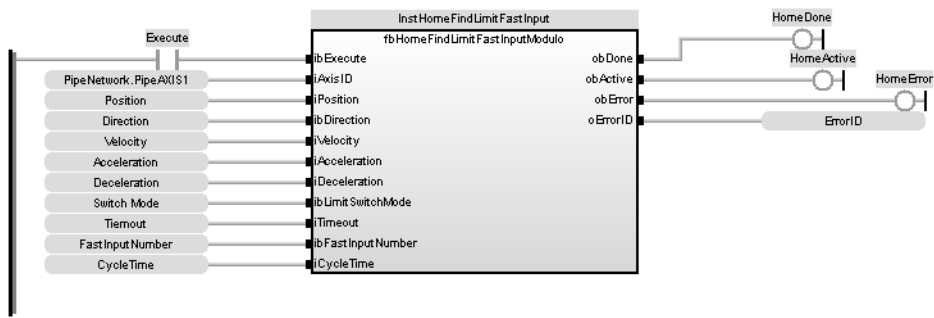 InstHomeFindLimitFastInput
fbHomeFindLimitFastInputModulo
Execute
ibExecute
PipeNetwork.PipeAXIS1
iAxisID
Position
iPosition
Direction
ibDirection
Velocity
iVelocity
Acceleration
iAcceleration
Deceleration
iDeceleration
Switch Mode
ibLimitSwitchMode
Tiemout
iTimeout
FastInputNumber
ibFastInputNumber
CycleTime
iCycleTime
obDone
HomeDone
obActive
HomeActive
obError
HomeError
oErrorID
ErrorID